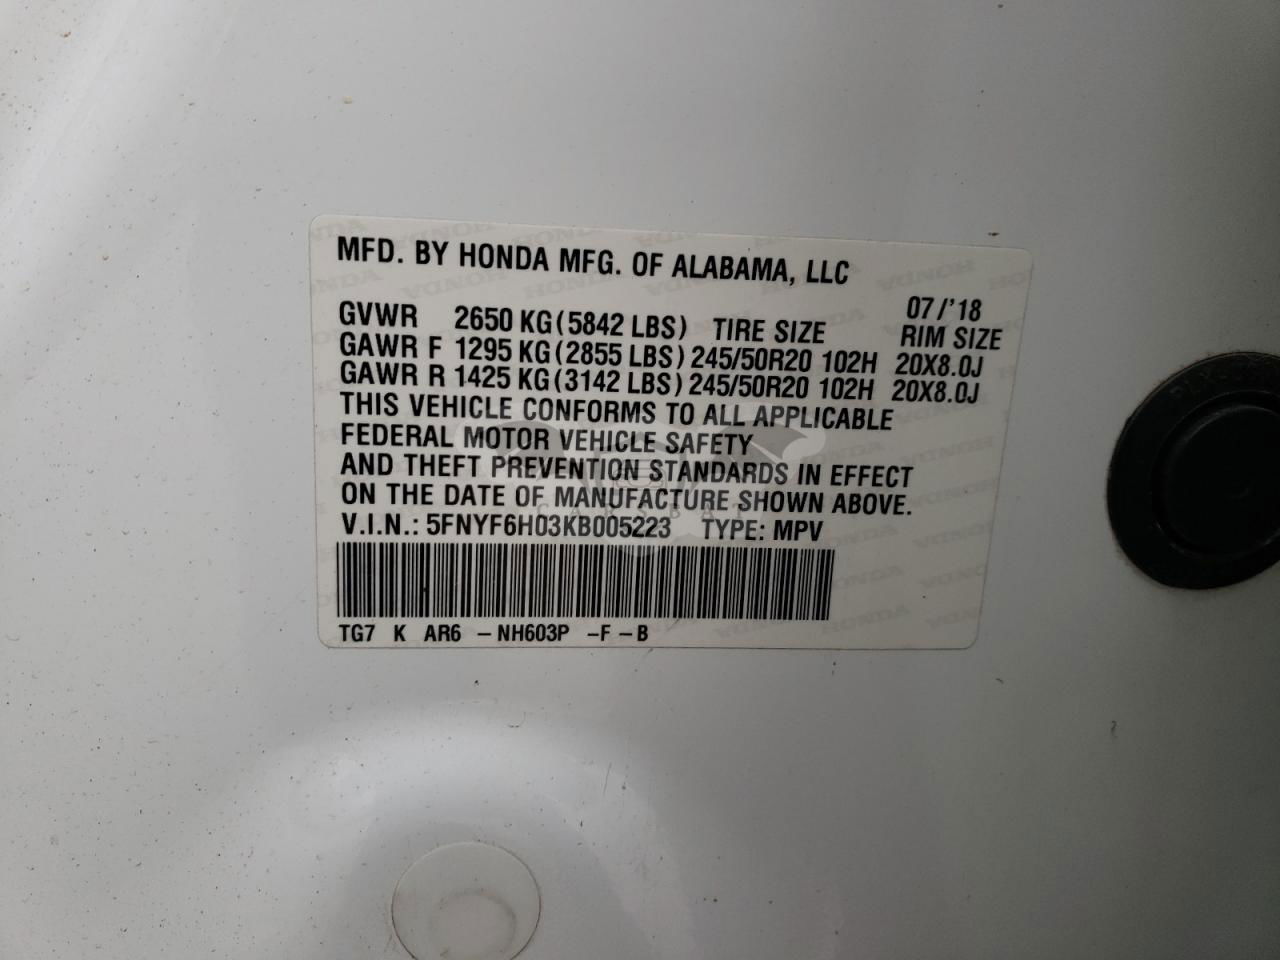 MFD. BY HONDA MFG. OF ALABAMA, LLC
07/'18
GVWR 2650 KG(5842 LBS) TIRE SIZE RIM SIZE
GAWR F 1295 KG(2855 LBS) 245/50R20 102H 20X8.0J
GAWR R 1425 KG(3142 LBS) 245/50R20 102H 20X8.0J
THIS VEHICLE CONFORMS TO ALL APPLICABLE
FEDERAL MOTOR VEHICLE SAFETY
AND THEFT PREVENTION STANDARDS IN EFFECT
ON THE DATE OF MANUFACTURE SHOWN ABOVE.
CARSBAT
V.I.N.: 5FNYF6H03KB005223 TYPE: MPV
TG7 K AR6 -NH603P -F-B